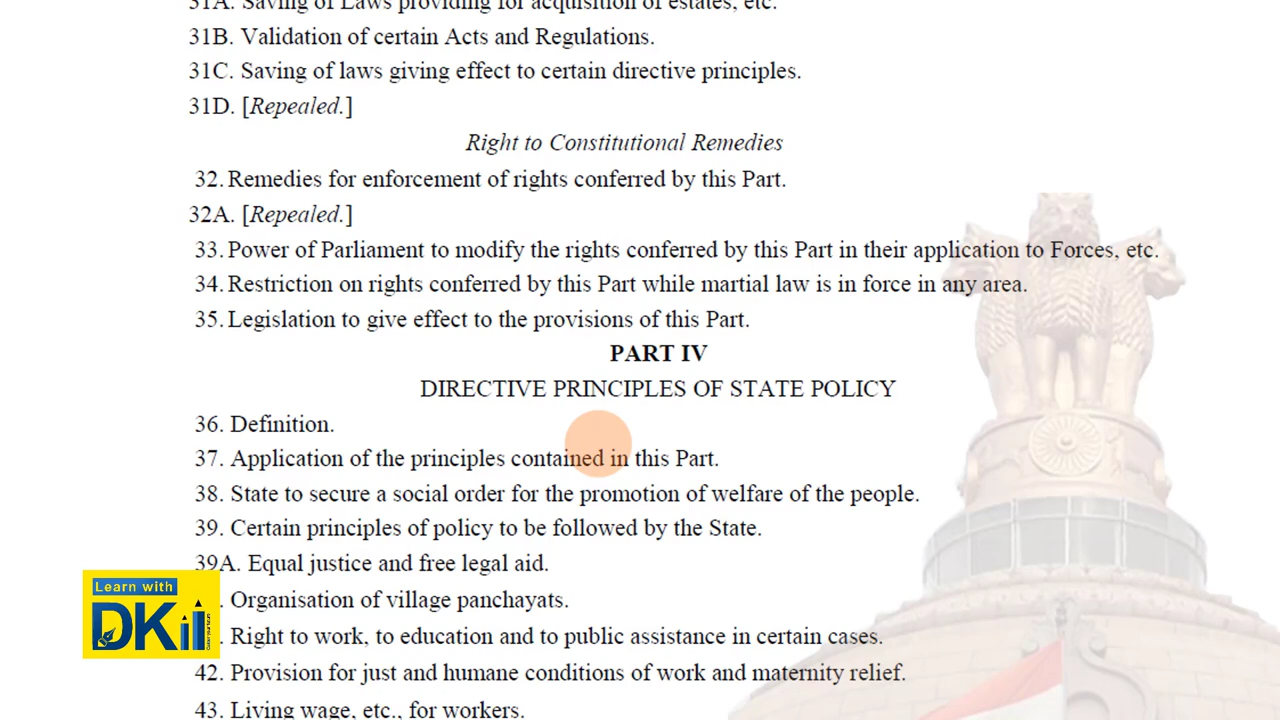 31A. Saving of Laws providing for acquisition of estates, etc.
31B. Validation of certain Acts and Regulations.
31C. Saving of laws giving effect to certain directive principles.
31D. [Repealed.]
Right to Constitutional Remedies
32. Remedies for enforcement of rights conferred by this Part.
32A. [Repealed.]
33. Power of Parliament to modify the rights conferred by this Part in their application to Forces, etc.
34. Restriction on rights conferred by this Part while martial law is in force in any area.
35. Legislation to give effect to the provisions of this Part.
PART IV
DIRECTIVE PRINCIPLES OF STATE POLICY
36. Definition.
37. Application of the principles contained in this Part.
38. State to secure a social order for the promotion of welfare of the people.
39. Certain principles of policy to be followed by the State.
39A. Equal justice and free legal aid.
. Organisation of village panchayats.
. Right to work, to education and to public assistance in certain cases.
42. Provision for just and humane conditions of work and maternity relief.
43. Living wage, etc., for workers.
Learn with
DK